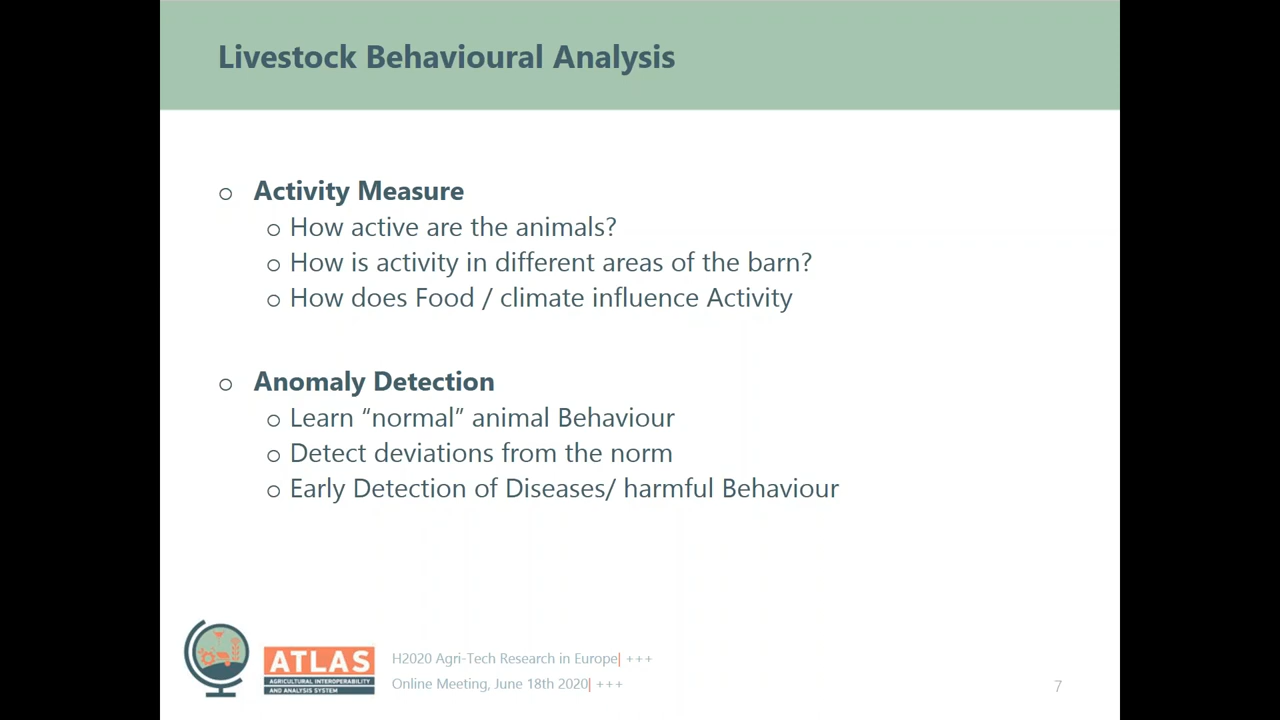 Livestock Behavioural Analysis
o Activity Measure
o How active are the animals?
o How is activity in different areas of the barn?
o How does Food / climate influence Activity
o Anomaly Detection
o Learn “normal” animal Behaviour
o Detect deviations from the norm
o Early Detection of Diseases/ harmful Behaviour
ATLAS
AGRICULTURAL INTEROPERABILITY
AND ANALYSIS SYSTEM
H2020 Agri-Tech Research in Europe| +++
Online Meeting, June 18th 2020| +++
7